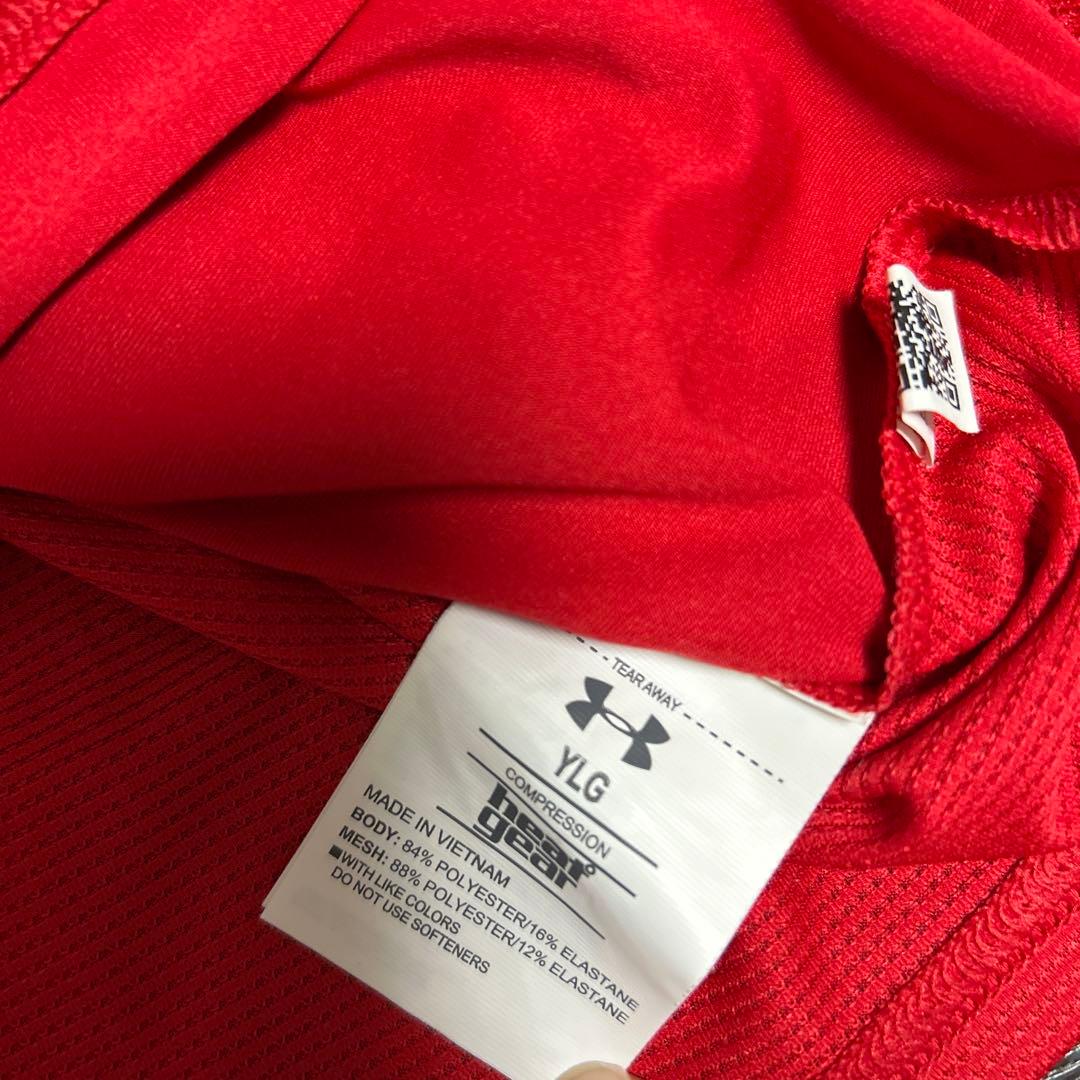 TEAR AWAY
YLG
COMPRESSION
heat
gear
MADE IN VIETNAM
BODY: 84% POLYESTER/16% ELASTANE
MESH: 88% POLYESTER/12% ELASTANE
■WITH LIKE COLORS
DO NOT USE SOFTENERS